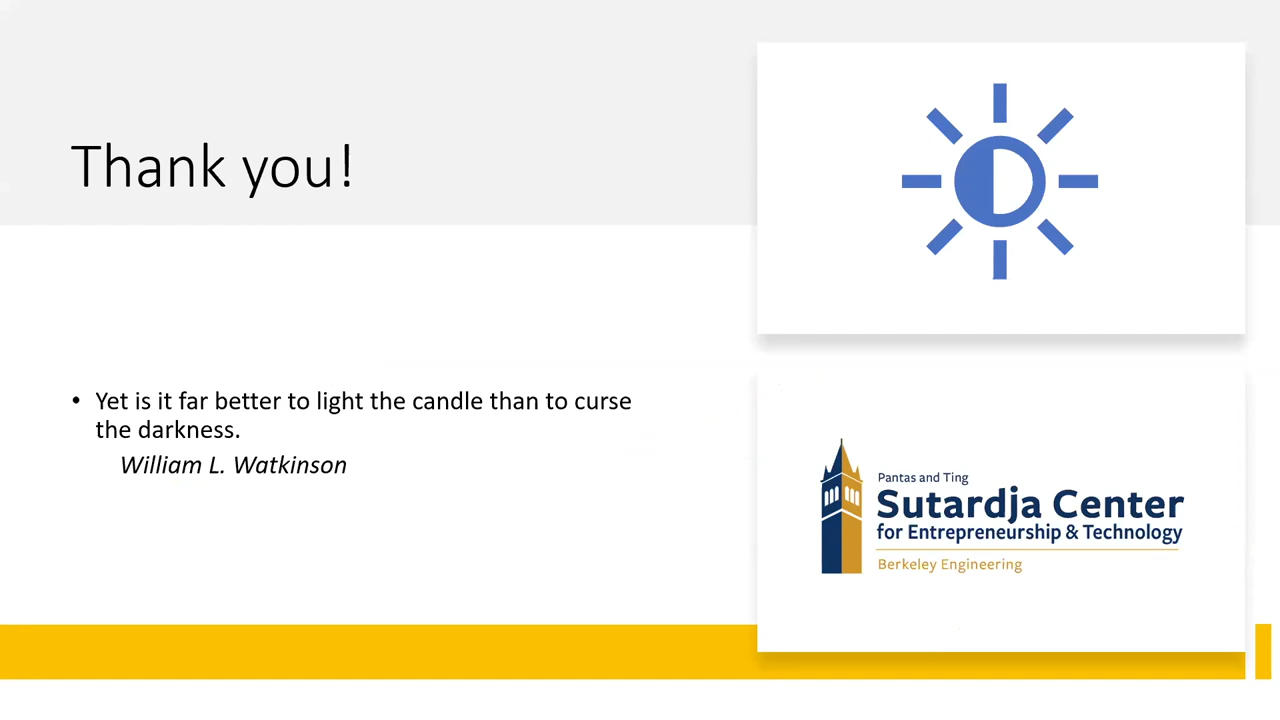 Thank you!
• Yet is it far better to light the candle than to curse
the darkness.
William L. Watkinson
Pantas and Ting
Sutardja Center
for Entrepreneurship & Technology
Berkeley Engineering